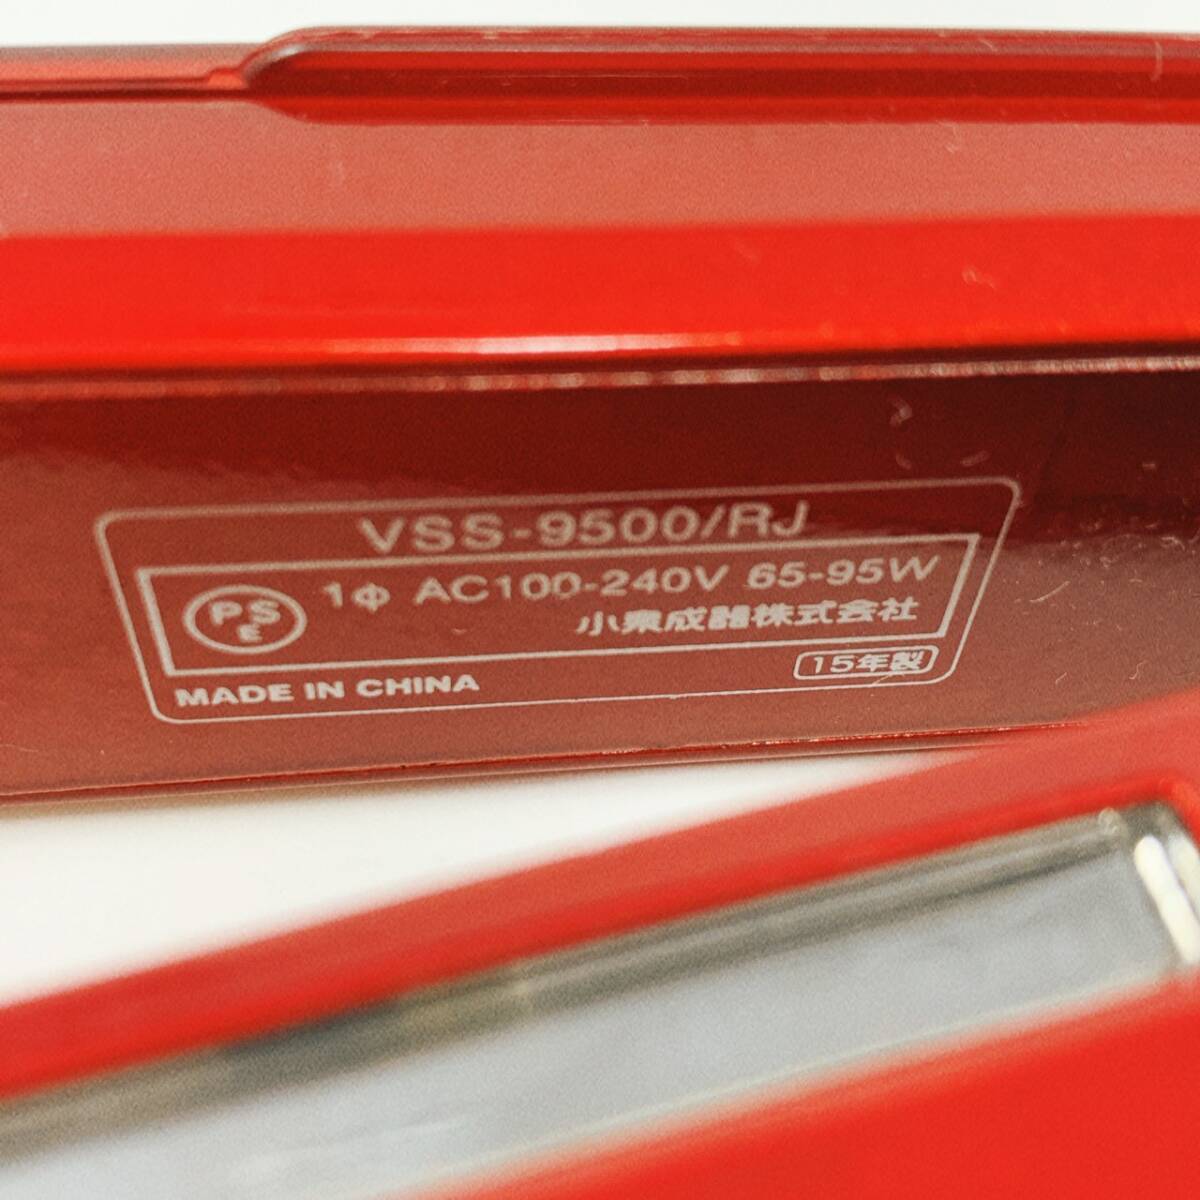 VSS-9500/RJ
PSE
1Φ AC100-240V 65-95W
小泉成器株式会社
MADE IN CHINA
15年製